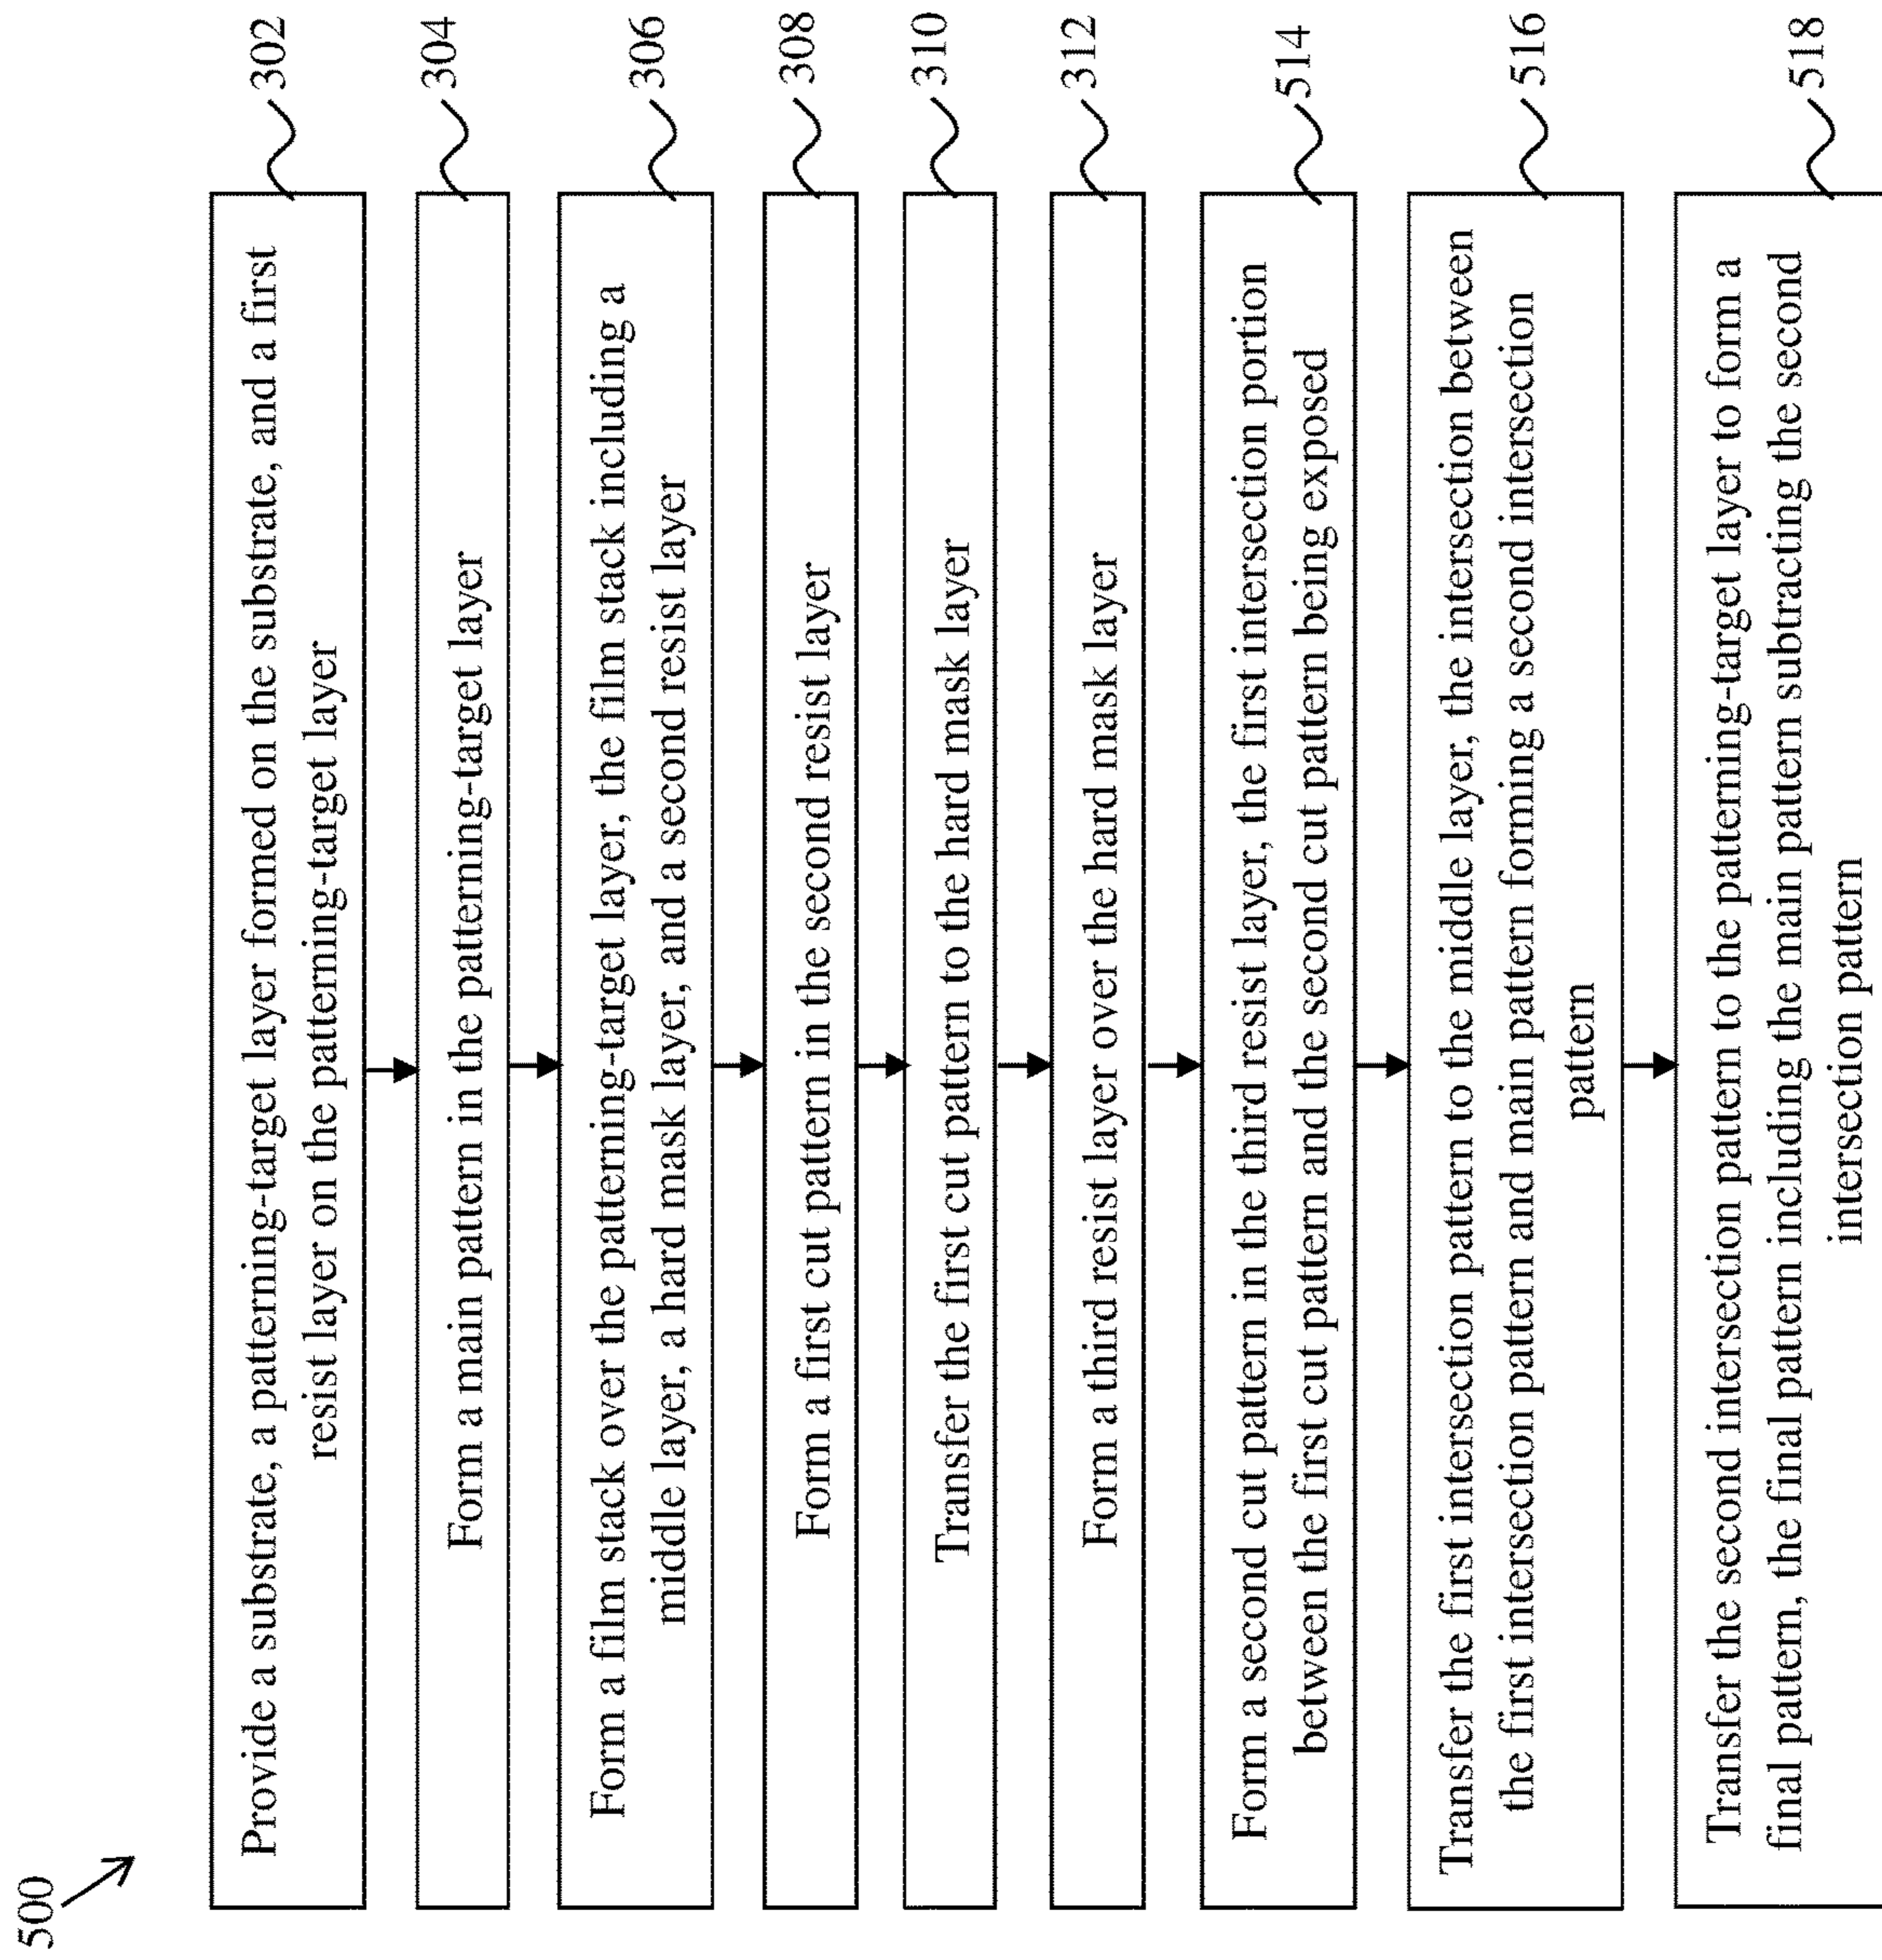 500
Provide a substrate, a patterning-target layer formed on the substrate, and a first
resist layer on the patterning-target layer
302
Form a main pattern in the patterning-target layer
304
Form a film stack over the patterning-target layer, the film stack including a
middle layer, a hard mask layer, and a second resist layer
306
Form a first cut pattern in the second resist layer
308
Transfer the first cut pattern to the hard mask layer
310
Form a third resist layer over the hard mask layer
312
Form a second cut pattern in the third resist layer, the first intersection portion
between the first cut pattern and the second cut pattern being exposed
514
Transfer the first intersection pattern to the middle layer, the intersection between
the first intersection pattern and main pattern forming a second intersection
pattern
516
Transfer the second intersection pattern to the patterning-target layer to form a
final pattern, the final pattern including the main pattern subtracting the second
intersection pattern
518